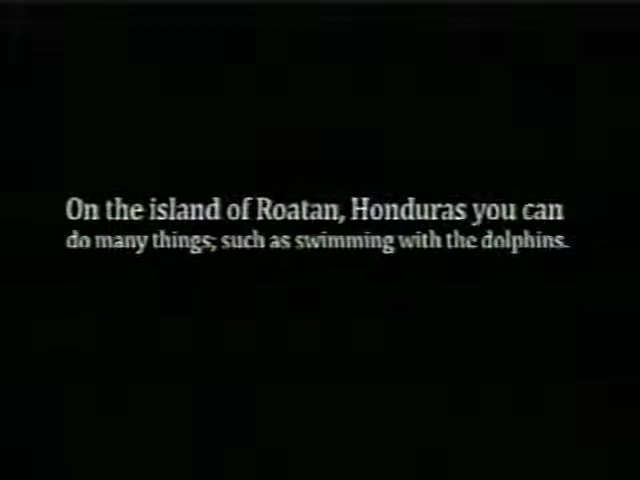 On the island of Roatan, Honduras you can
do many things; such as swimming with the dolphins.